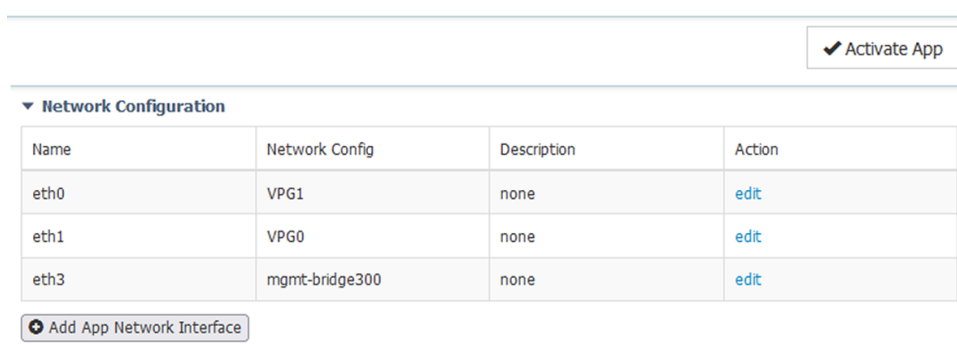 Activate App
Network Configuration
Name Network Config Description Action
eth0 VPG1 none edit
eth1 VPG0 none edit
eth3 mgmt-bridge300 none edit
Add App Network Interface